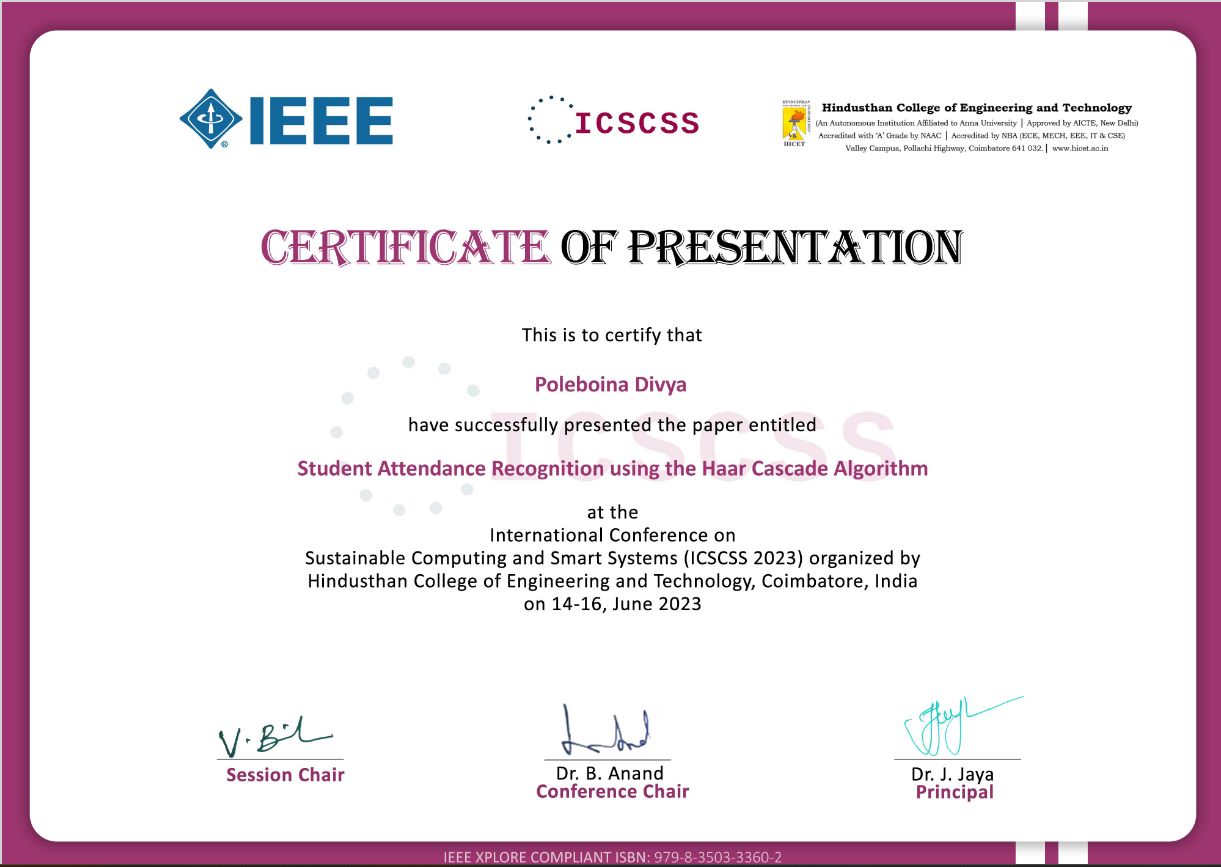 IEEE
®
ICSCSS
HINDUSTHAN
HICET
Hindusthan College of Engineering and Technology
(An Autonomous Institution Affiliated to Anna University | Approved by AICTE, New Delhi)
Accredited with 'A' Grade by NAAC | Accredited by NBA (ECE, MECH, EEE, IT & CSE)
Valley Campus, Pollachi Highway, Coimbatore 641 032. | www.hicet.ac.in
CERTIFICATE OF PRESENTATION
This is to certify that
Poleboina Divya
have successfully presented the paper entitled
ICSCSS
Student Attendance Recognition using the Haar Cascade Algorithm
at the
International Conference on
Sustainable Computing and Smart Systems (ICSCSS 2023) organized by
Hindusthan College of Engineering and Technology, Coimbatore, India
on 14-16, June 2023
Session Chair
Dr. B. Anand
Conference Chair
Dr. J. Jaya
Principal
IEEE XPLORE COMPLIANT ISBN: 979-8-3503-3360-2